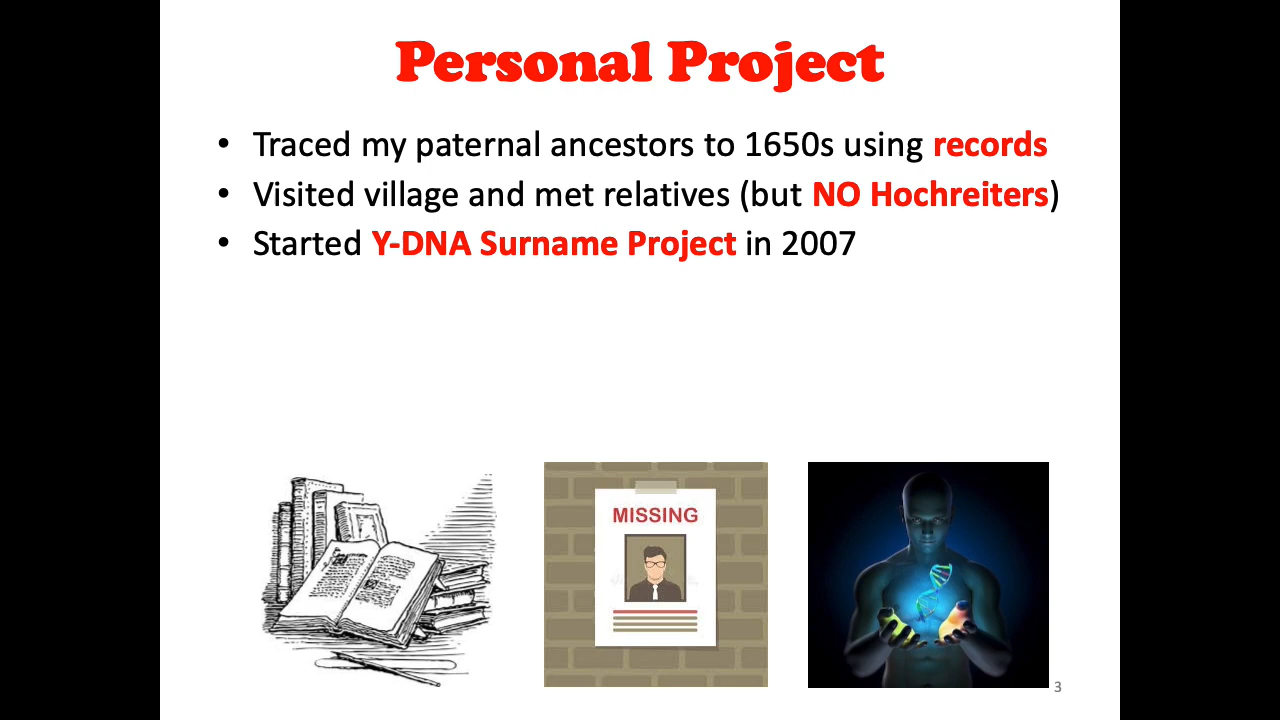 Personal Project
• Traced my paternal ancestors to 1650s using records
• Visited village and met relatives (but NO Hochreiters)
• Started Y-DNA Surname Project in 2007
MISSING
3